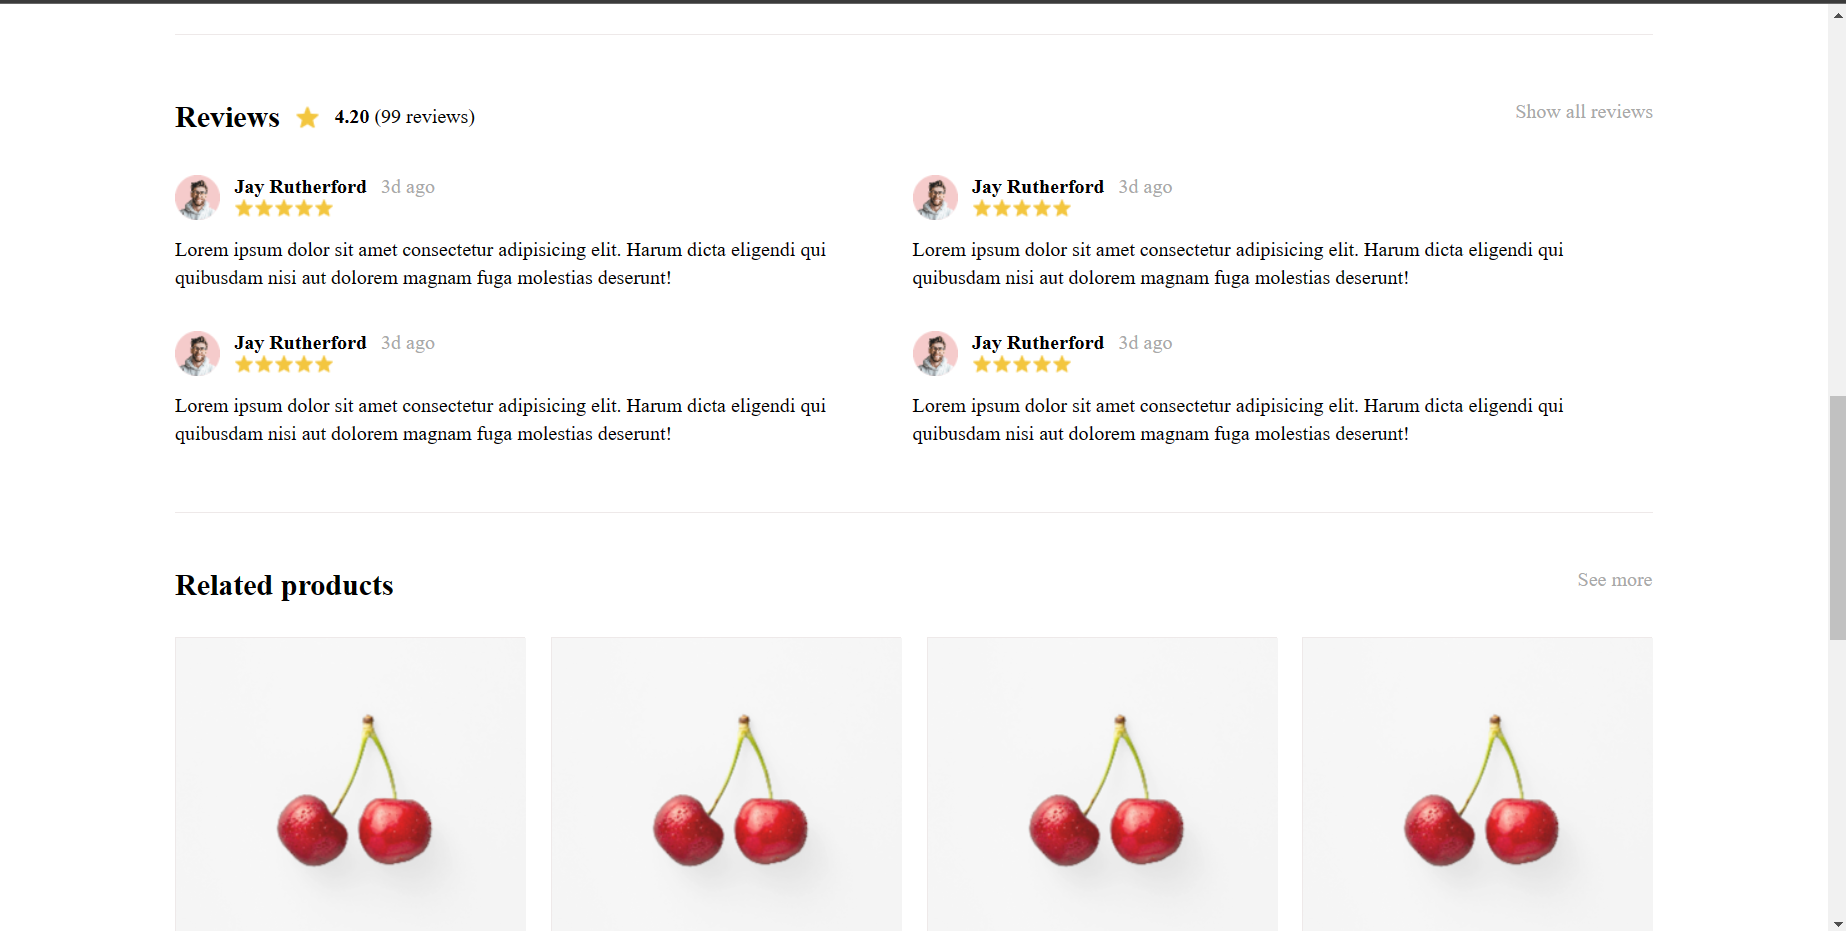 Reviews 4.20 (99 reviews)
Show all reviews
Jay Rutherford 3d ago
Lorem ipsum dolor sit amet consectetur adipisicing elit. Harum dicta eligendi qui
quibusdam nisi aut dolorem magnam fuga molestias deserunt!
Jay Rutherford 3d ago
Lorem ipsum dolor sit amet consectetur adipisicing elit. Harum dicta eligendi qui
quibusdam nisi aut dolorem magnam fuga molestias deserunt!
Jay Rutherford 3d ago
Lorem ipsum dolor sit amet consectetur adipisicing elit. Harum dicta eligendi qui
quibusdam nisi aut dolorem magnam fuga molestias deserunt!
Jay Rutherford 3d ago
Lorem ipsum dolor sit amet consectetur adipisicing elit. Harum dicta eligendi qui
quibusdam nisi aut dolorem magnam fuga molestias deserunt!
Related products
See more